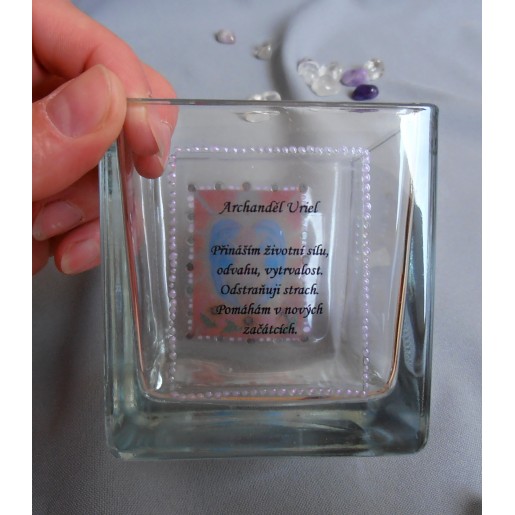 Archanděl Uriel
Přináším životní sílu,
odvahu, vytrvalost.
Odstraňuji strach.
Pomáhám v nových
začátcích.